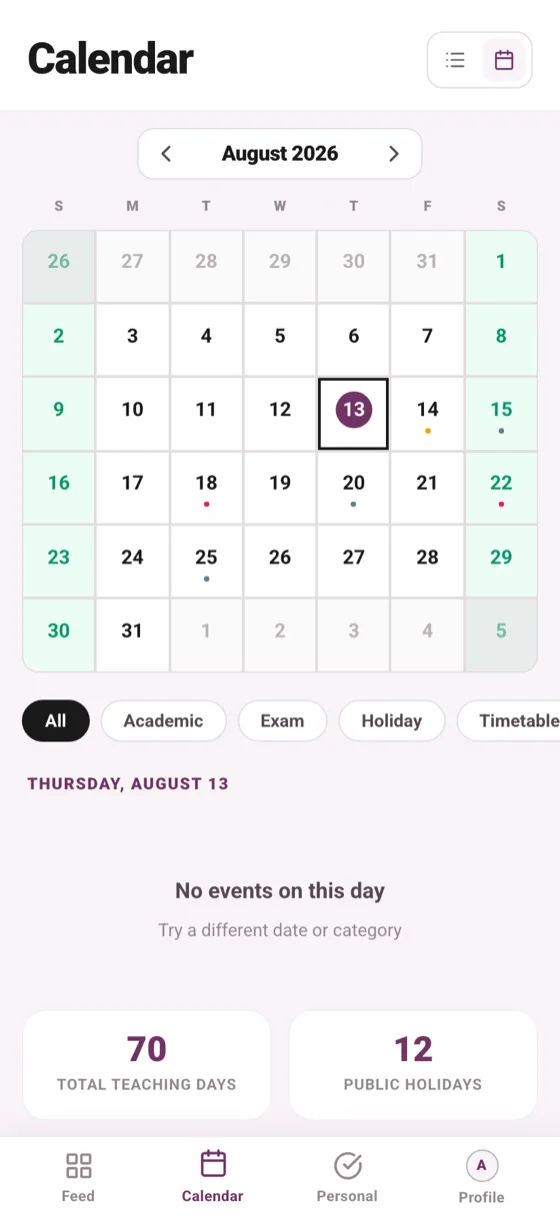 Calendar
August 2026
S M T W T F S
26 27 28 29 30 31 1
2 3 4 5 6 7 8
9 10 11 12 13 14 15
16 17 18 19 20 21 22
23 24 25 26 27 28 29
30 31 1 2 3 4 5
All Academic Exam Holiday Timetable
THURSDAY, AUGUST 13
No events on this day
Try a different date or category
70 12
TOTAL TEACHING DAYS PUBLIC HOLIDAYS
A
Feed Calendar Personal Profile